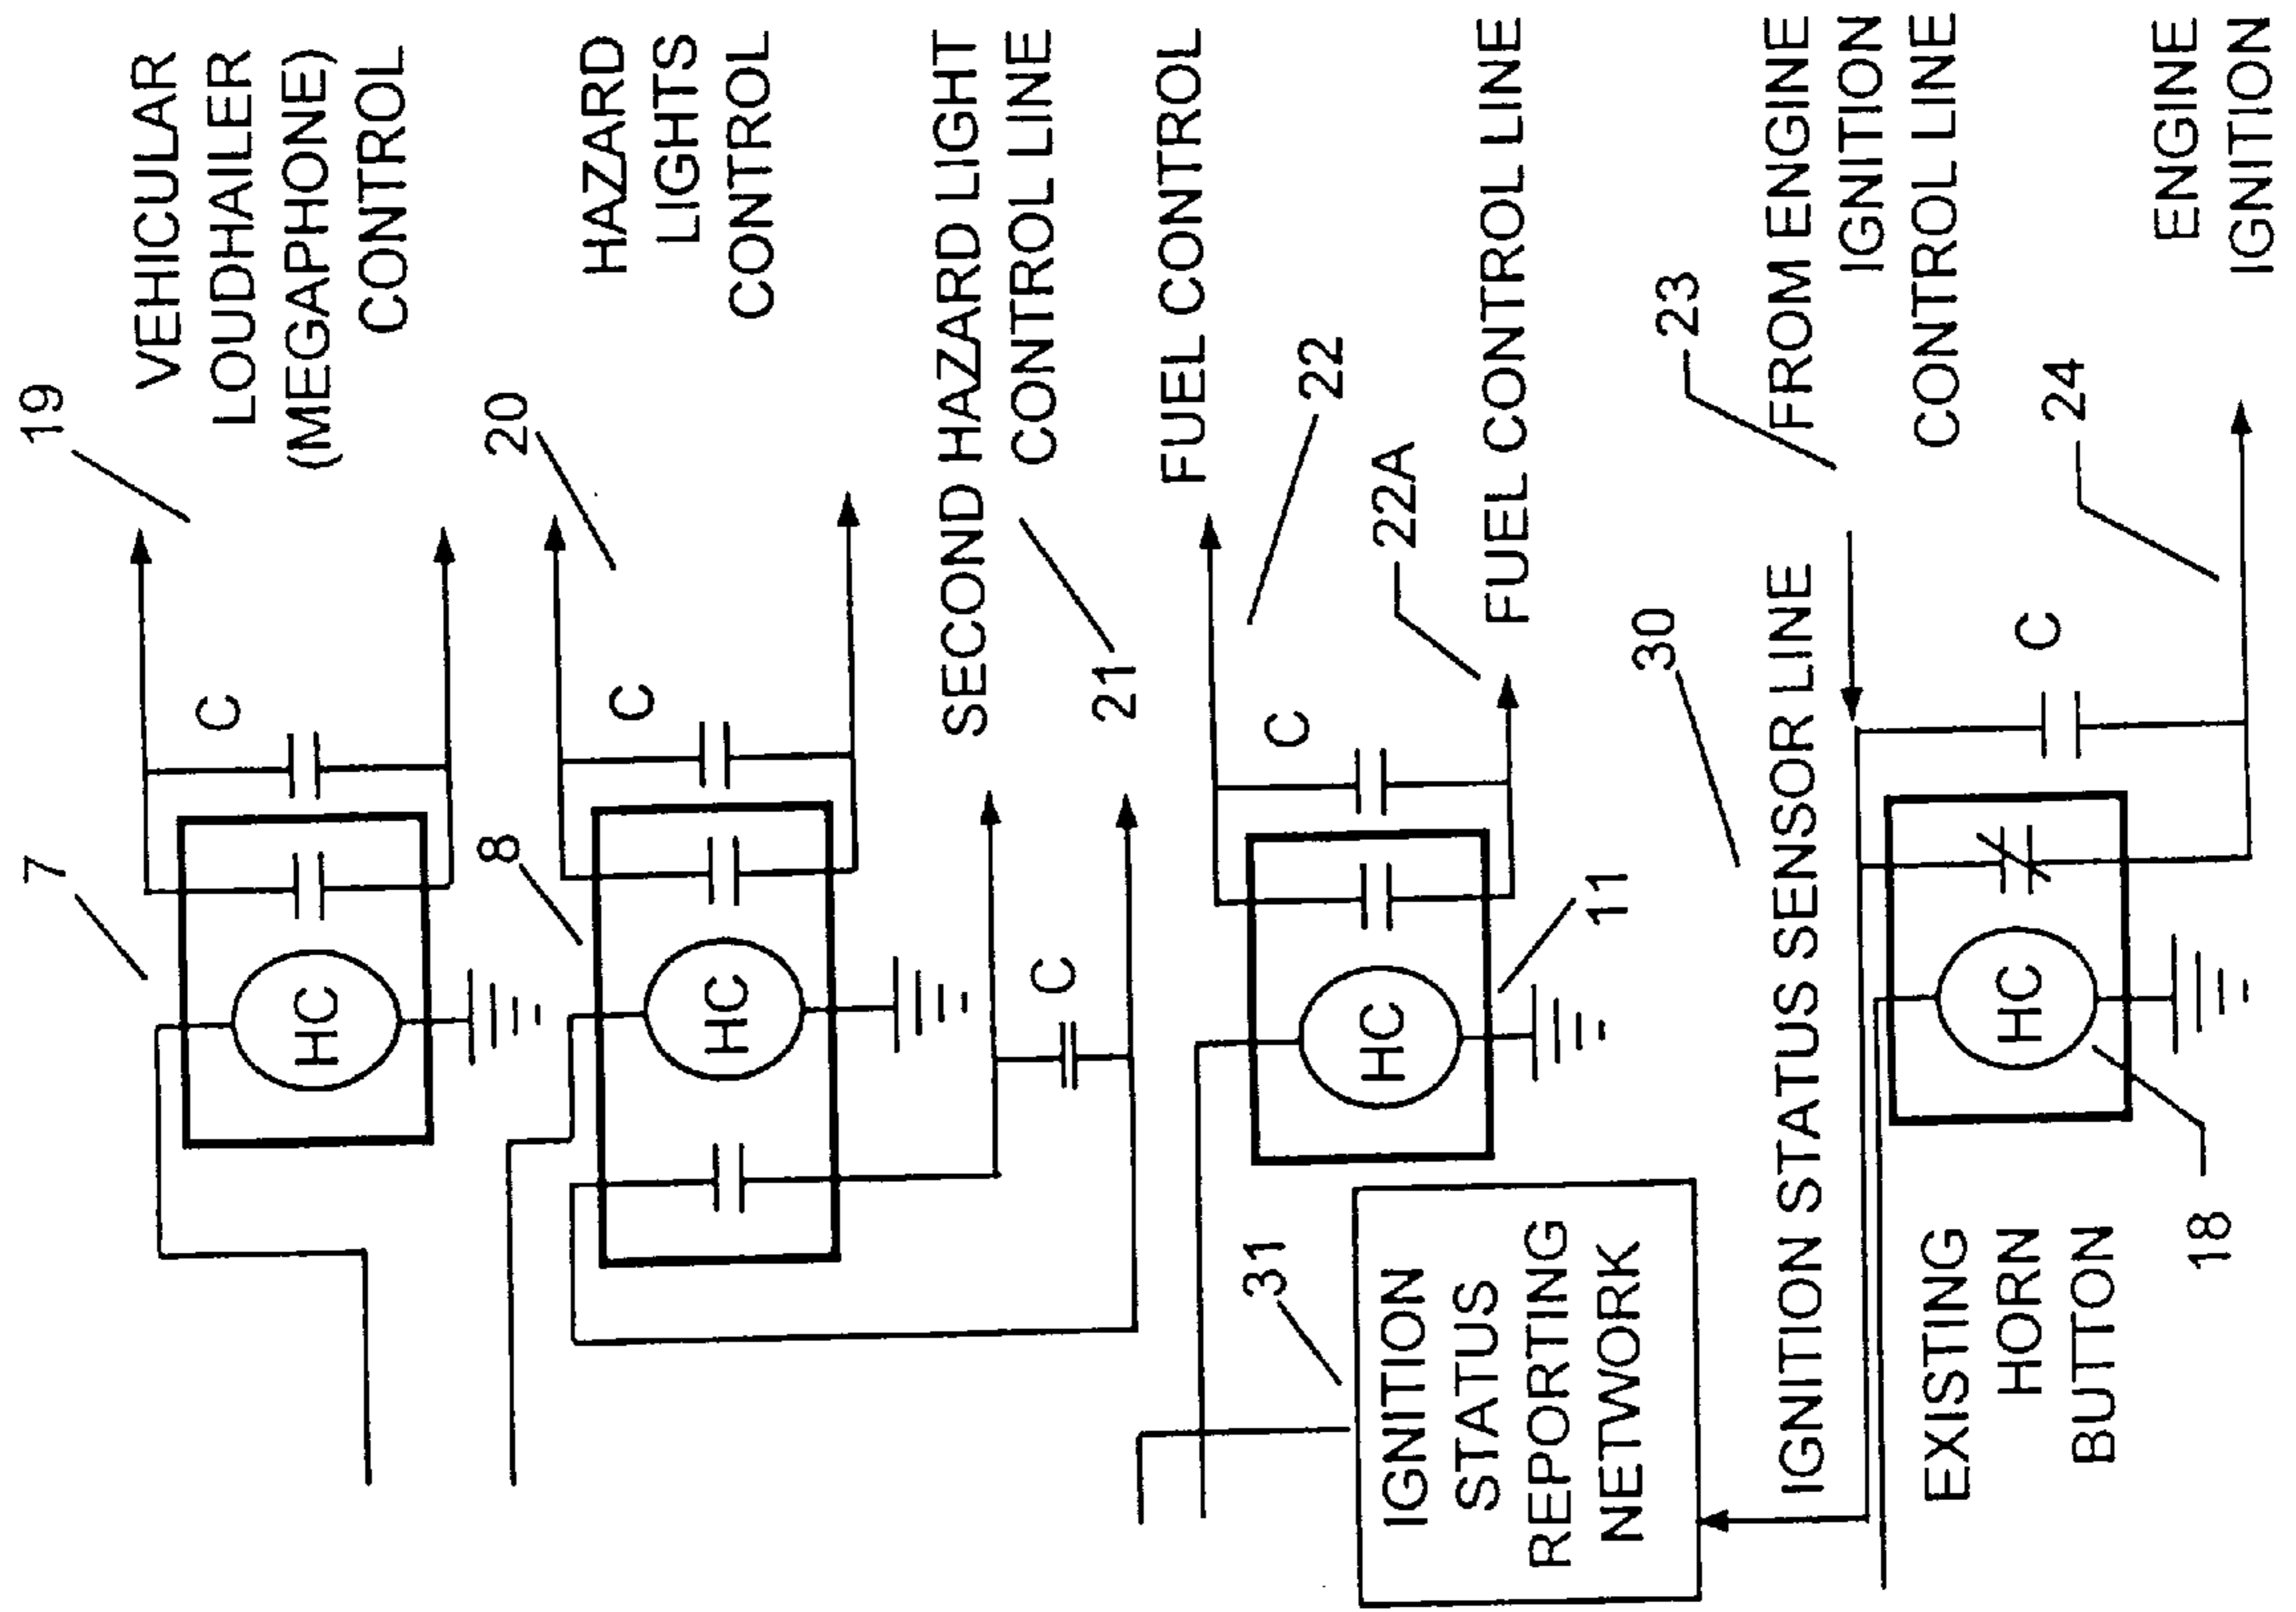 19
VEHICULAR
LOUDHAILER
(MEGAPHONE)
CONTROL
7
C
HC
20
HAZARD
LIGHTS
CONTROL
8
C
HC
SECOND HAZARD LIGHT
CONTROL LINE
21
C
FUEL CONTROL
22
22A
C
HC
11
FUEL CONTROL LINE
31
IGNITION
STATUS
REPORTING
NETWORK
30
IGNITION STATUS SENSOR LINE
23
FROM ENGINE
IGNITION
CONTROL LINE
24
C
HC
EXISTING
HORN
BUTTON
18
ENGINE
IGNITION